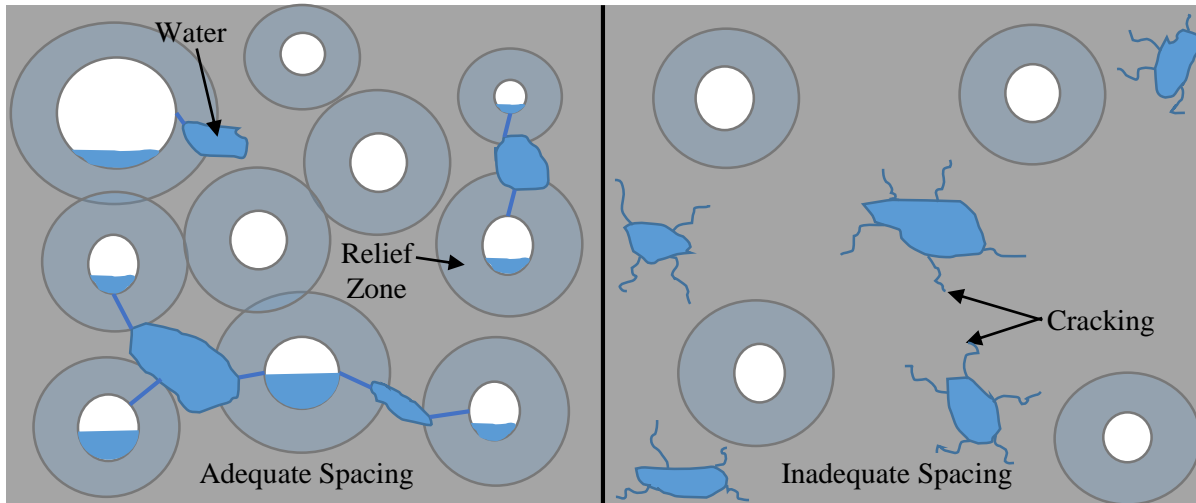 Water
Relief
Zone
Adequate Spacing
Cracking
Inadequate Spacing